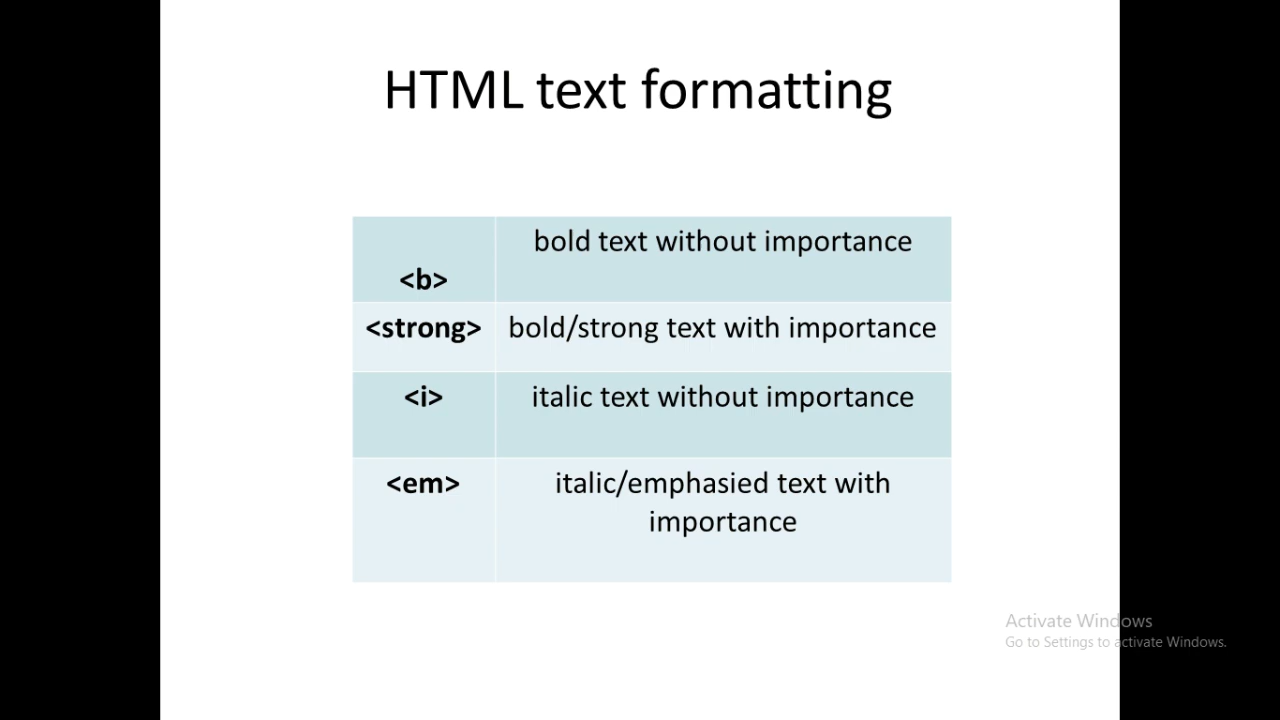 HTML text formatting
<b>
bold text without importance
<strong>
bold/strong text with importance
<i>
italic text without importance
<em>
italic/emphasied text with
importance
Activate Windows
Go to Settings to activate Windows.